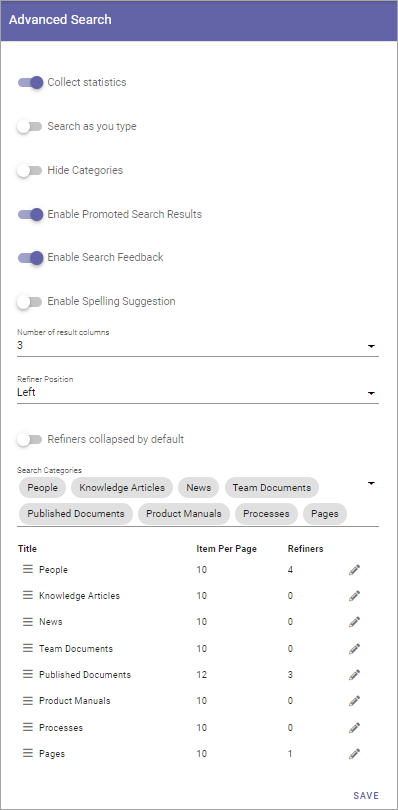 Advanced Search
Collect statistics
Search as you type
Hide Categories
Enable Promoted Search Results
Enable Search Feedback
Enable Spelling Suggestion
Number of result columns
3
Refiner Position
Left
Refiners collapsed by default
Search Categories
People Knowledge Articles News Team Documents
Published Documents Product Manuals Processes Pages
Title Item Per Page Refiners
People 10 4
Knowledge Articles 10 0
News 10 0
Team Documents 10 0
Published Documents 12 3
Product Manuals 10 0
Processes 10 0
Pages 10 1
SAVE